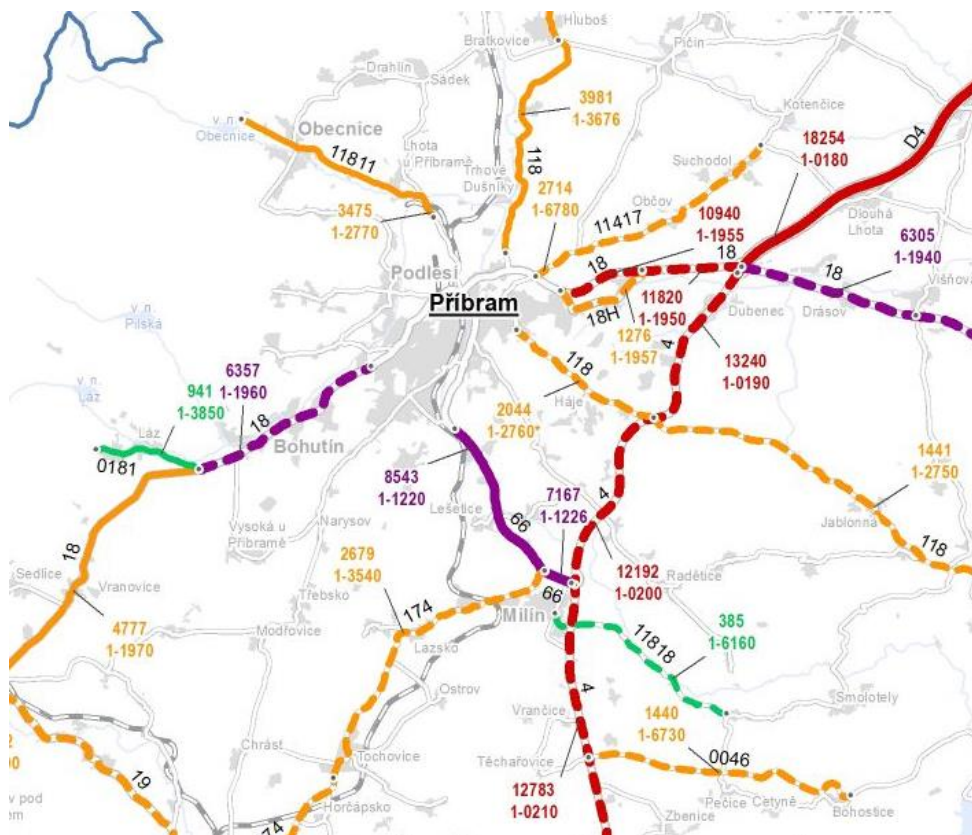 Hluboš
Bratkovice
Pičín
Drahlín
Sádek
v. n.
Obecnice
Obecnice
11811
Lhota
u Příbramě
Trhové
Dušníky
3981
1-3676
118
Kotenčice
18254
1-0180
D4
Suchodol
3475
1-2770
2714
1-6780
11417
Občov
10940
1-1955
Dlouhá
Lhota
6305
1-1940
Podlesí
18
18
18
Příbram
18H
11820
1-1950
Dubenec
Drásov
Višňová
v. n.
Pilská
1276
1-1957
4
13240
1-0190
118
v. n.
Láz
941
1-3850
6357
1-1960
18
2044
1-2760*
Háje
Láz
0181
Bohutín
1441
1-2750
8543
1-1220
7167
1-1226
4
Lešetice
66
Vysoká u
Příbramě
Narysov
Jablonná
118
18
2679
1-3540
66
12192
1-0200
Radětice
Sedlice
Vranovice
Třebsko
174
Milín
385
1-6160
4777
1-1970
Modřovice
Lazsko
11818
4
Ostrov
Smolotely
Vrančice
1440
1-6730
Chrást
Tochovice
Těchařovice
0046
19
12783
1-0210
Pečice
Cetyně
Bohostice
Horčápsko
Zbenice
174
v pod